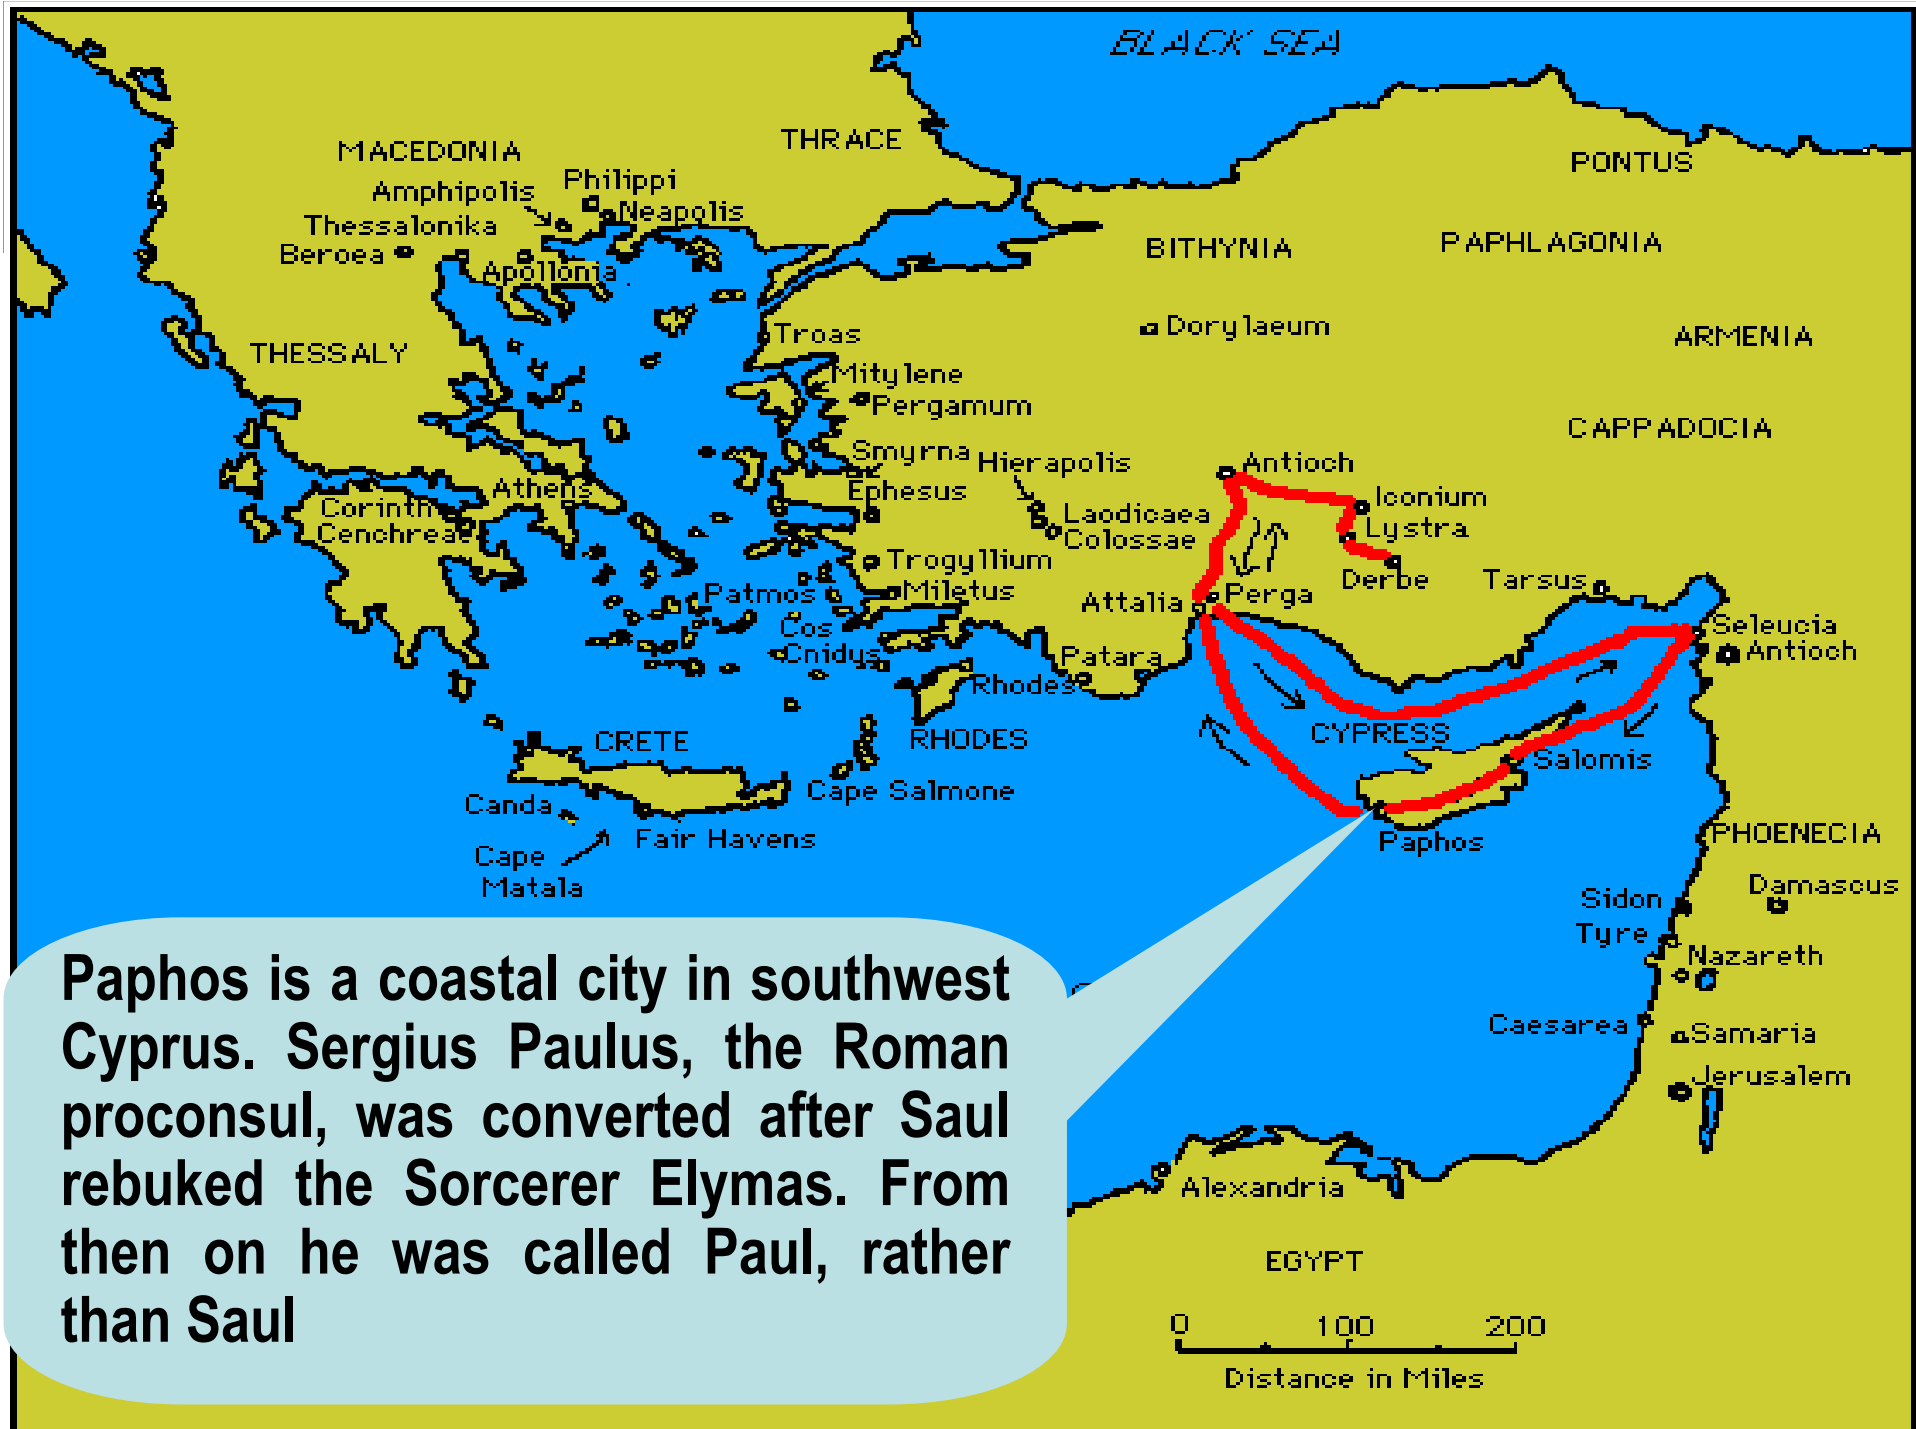 BLACK SEA
THRACE
MACEDONIA
PONTUS
Philippi
Amphipolis
Neapolis
Thessalonika
BITHYNIA
PAPHLAGONIA
Beroea
Apollonia
Dorylaeum
Troas
ARMENIA
THESSALY
Mitylene
Pergamum
CAPPADOCIA
Smyrna
Hierapolis
Antioch
Athens
Ephesus
Iconium
Corinth
Laodicaea
Lystra
Cenchreae
Colossae
Trogyllium
Derbe
Tarsus
Patmos
Miletus
Attalia
Perga
Cos
Seleucia
Cnidys
Patara
Antioch
Rhodes
CYPRESS
CRETE
RHODES
Salomis
Cape Salmone
Canda
Fair Havens
Paphos
PHOENECIA
Cape
Matala
Damascus
Sidon
Tyre
Nazareth
Caesarea
Samaria
Jerusalem
Alexandria
EGYPT
0 100 200
Distance in Miles
Paphos is a coastal city in southwest
Cyprus. Sergius Paulus, the Roman
proconsul, was converted after Saul
rebuked the Sorcerer Elymas. From
then on he was called Paul, rather
than Saul